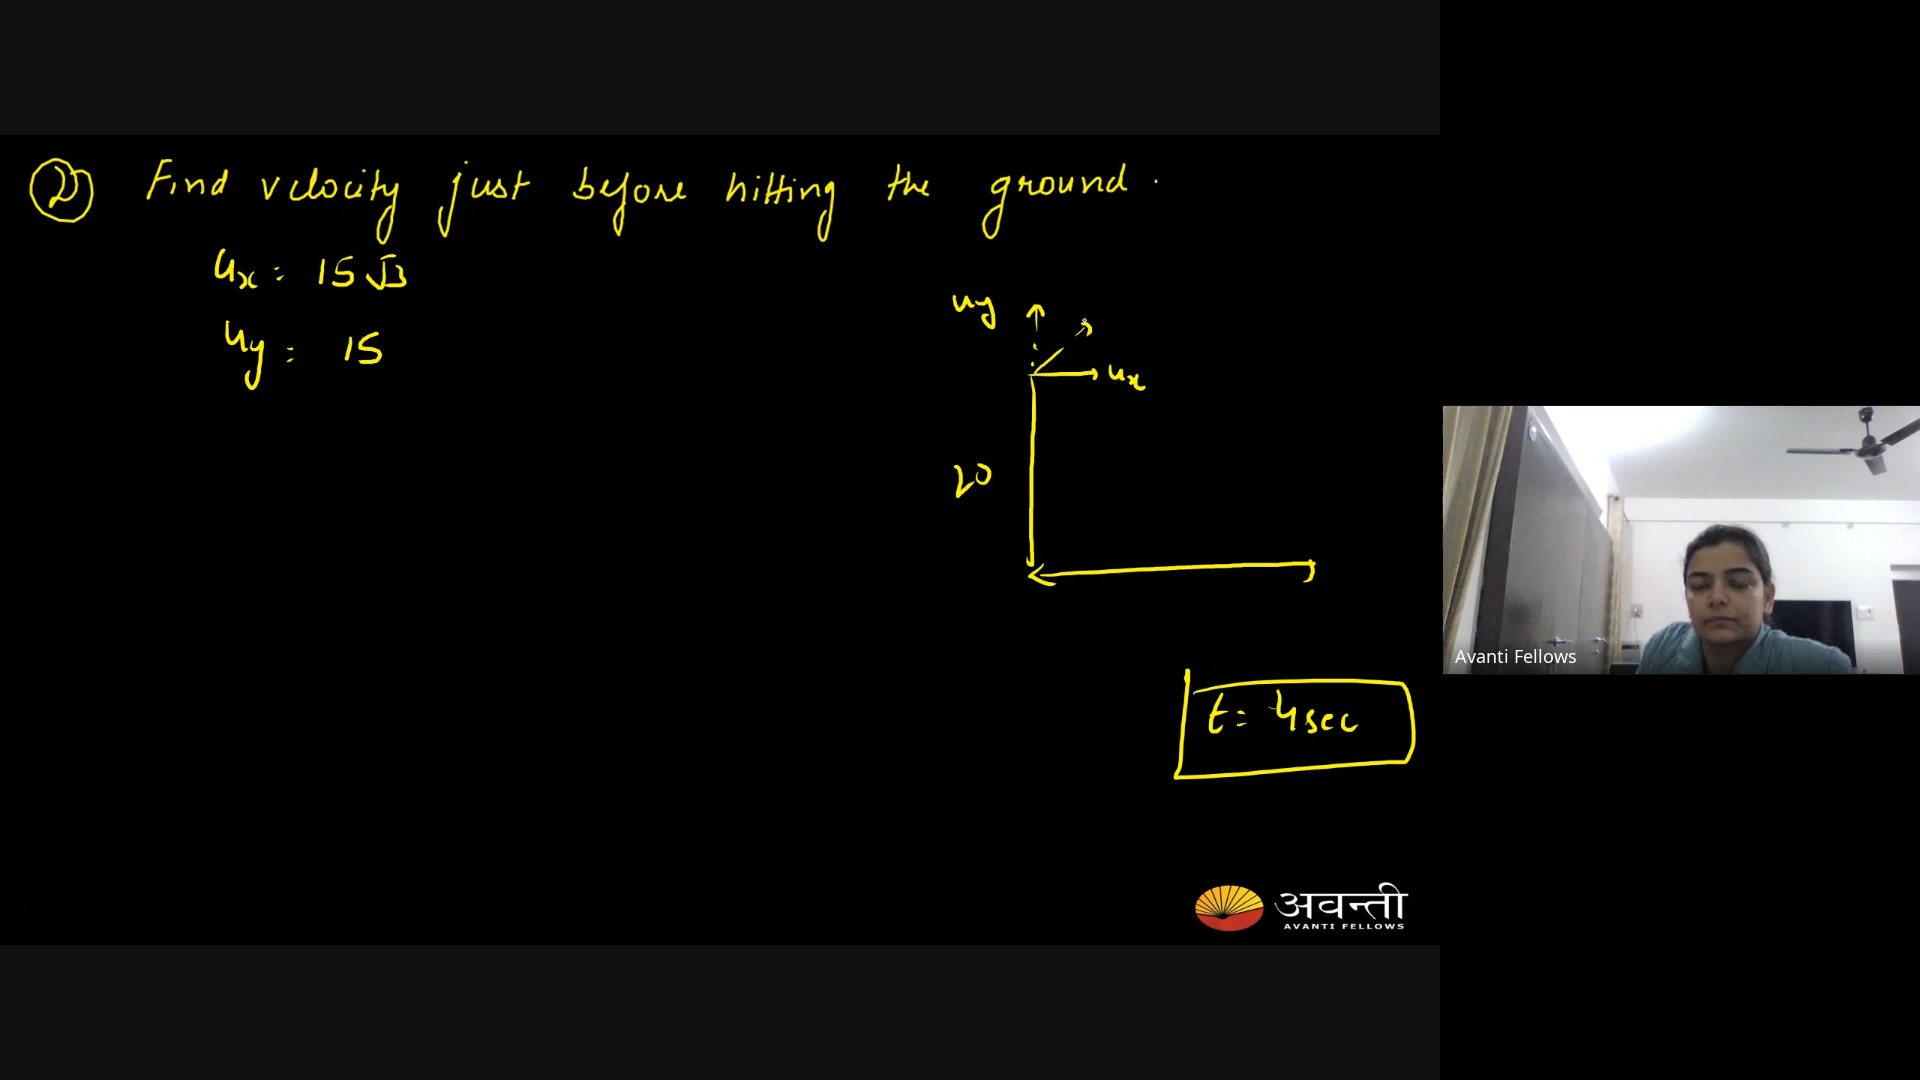 ② Find velocity just before hitting the ground.
ux = 15√3
uy = 15
uy
ux
20
t = 4sec
Avanti Fellows
अवन्ती
AVANTI FELLOWS